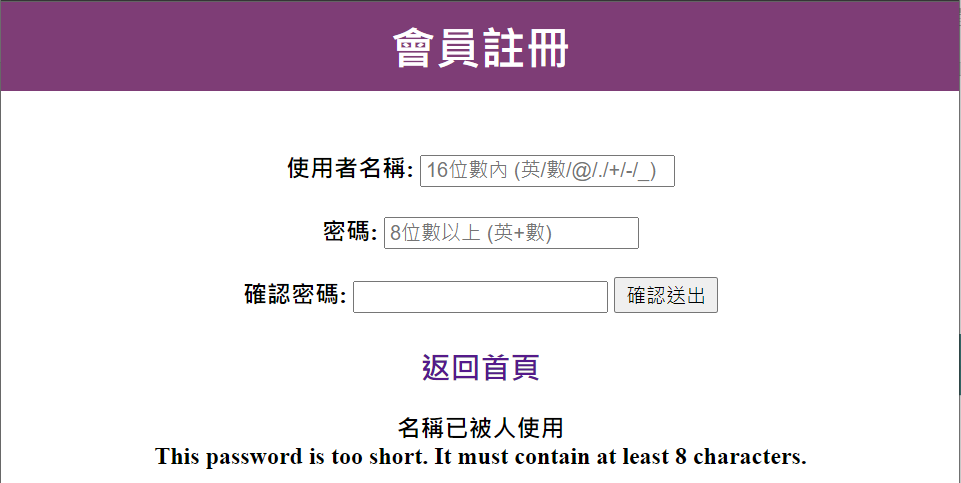 會員註冊
使用者名稱: 16位數內 (英/數/@/./+/-/_)
密碼: 8位數以上 (英+數)
確認密碼: 確認送出
返回首頁
名稱已被人使用
This password is too short. It must contain at least 8 characters.